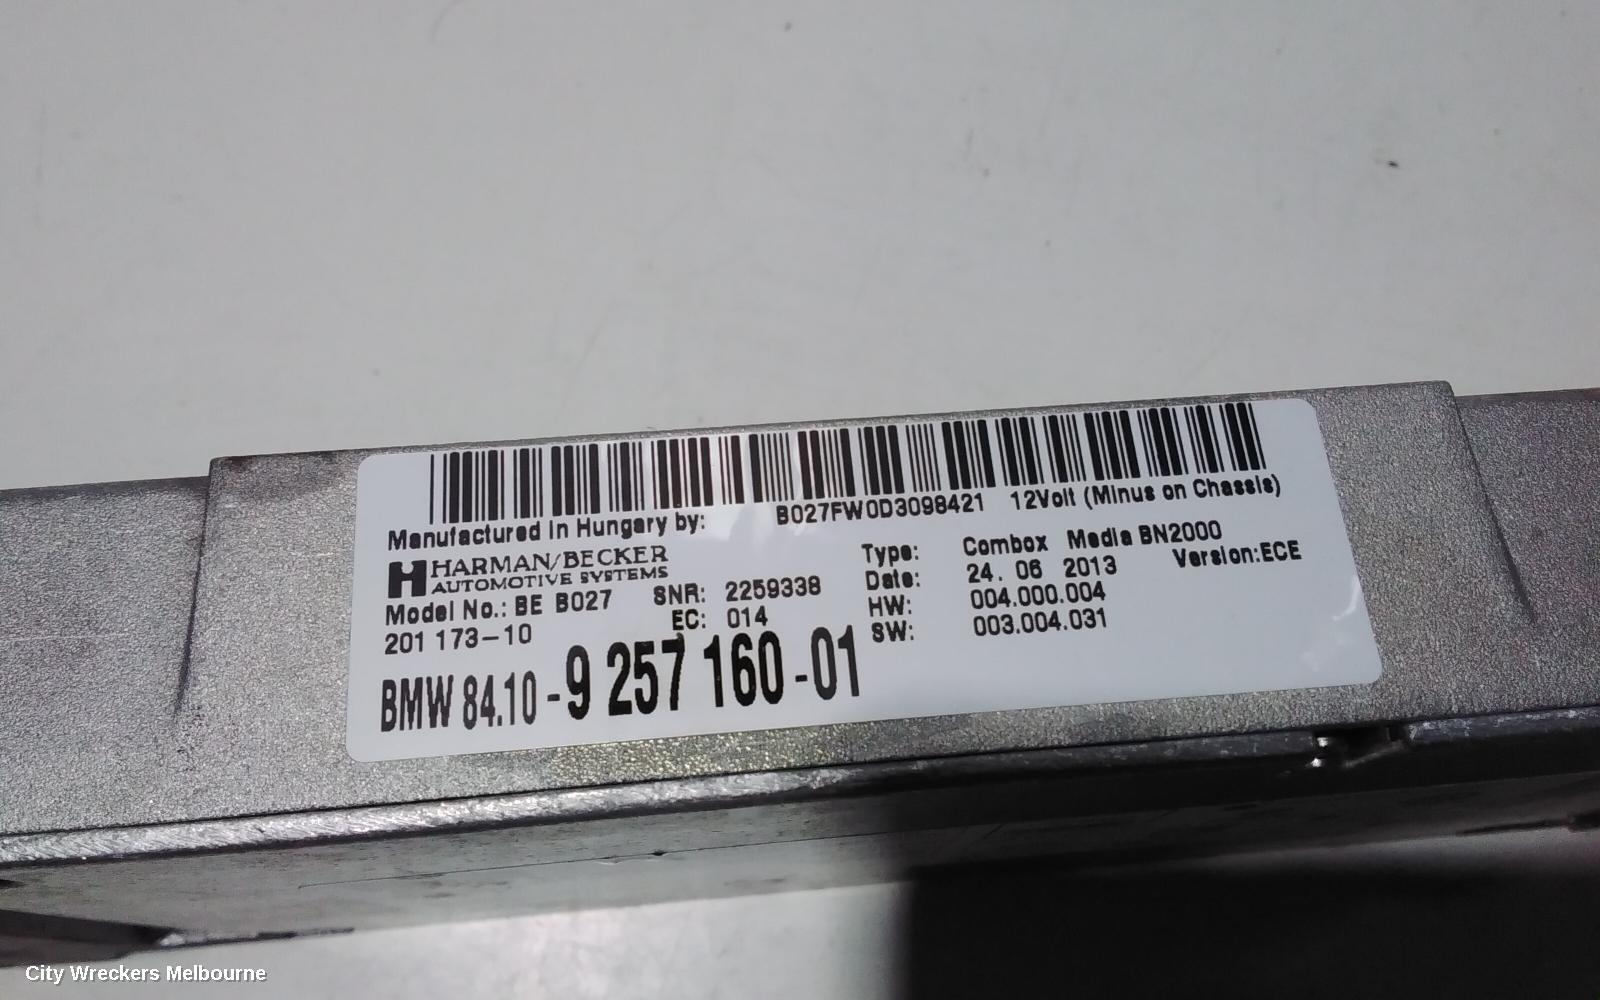 Manufactured in Hungary by: B027FW0D3098421 12Volt (Minus on Chassis)
HARMAN/BECKER
AUTOMOTIVE SYSTEMS
Model No.: BE B027 SNR: 2259338
201 173-10 EC: 014
Type: Combox Media BN2000
Date: 24. 06 2013 Version:ECE
HW: 004.000.004
SW: 003.004.031
BMW 84.10 - 9 257 160 - 01
City Wreckers Melbourne